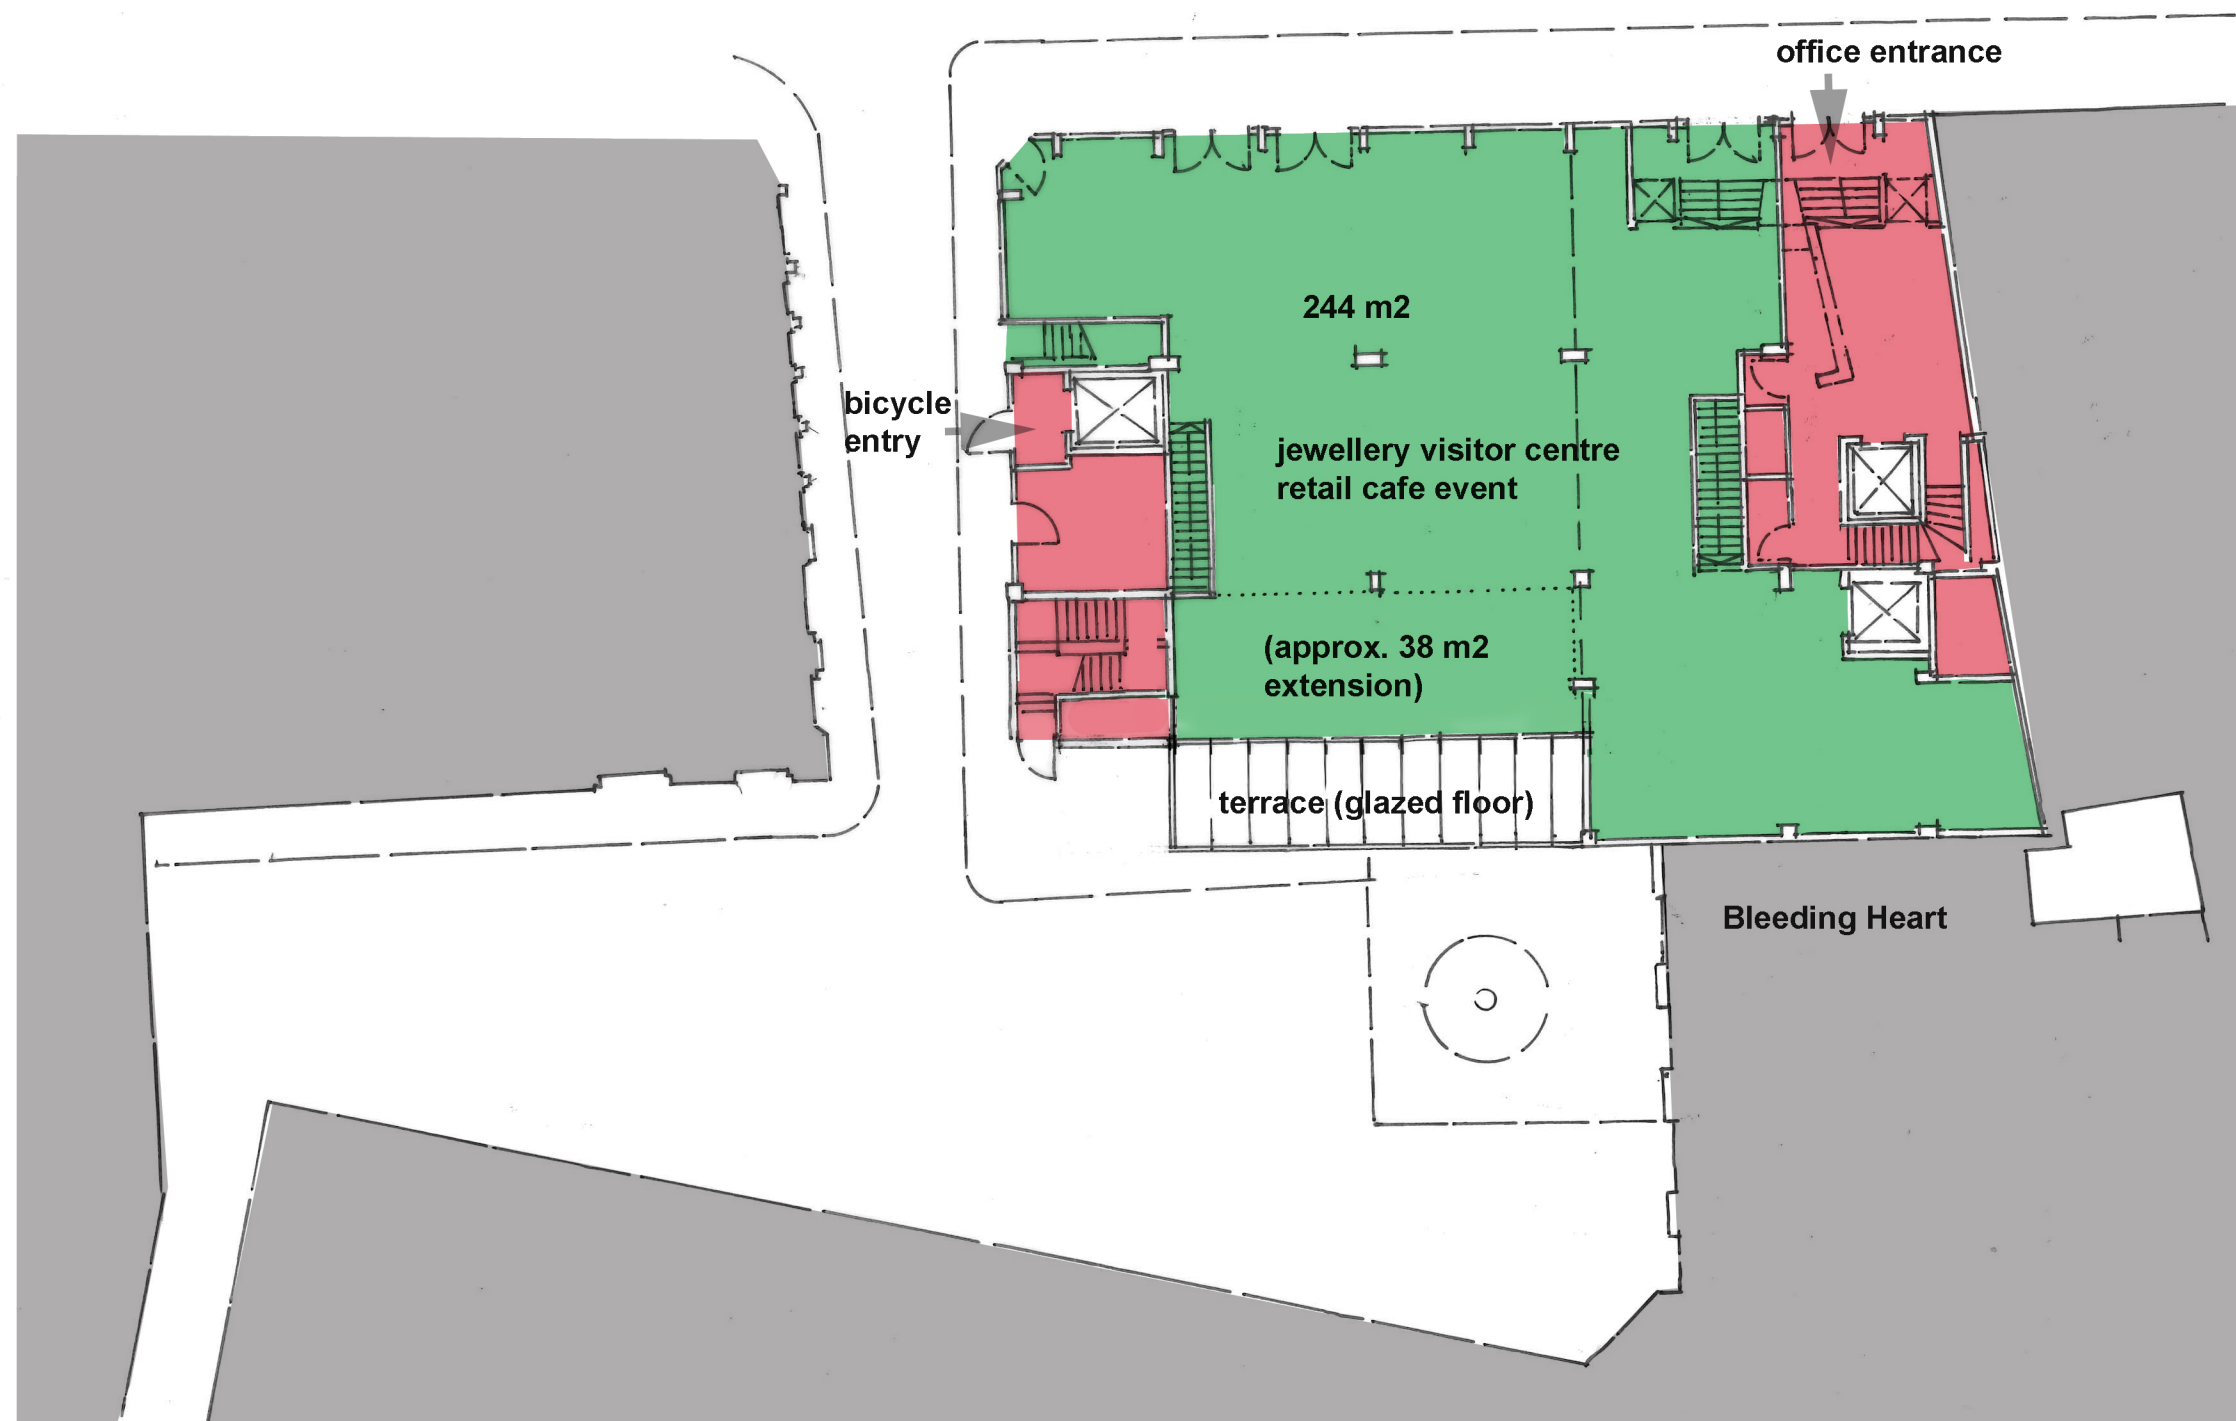 office entrance
244 m2
bicycle
entry
jewellery visitor centre
retail cafe event
(approx. 38 m2
extension)
terrace (glazed floor)
Bleeding Heart